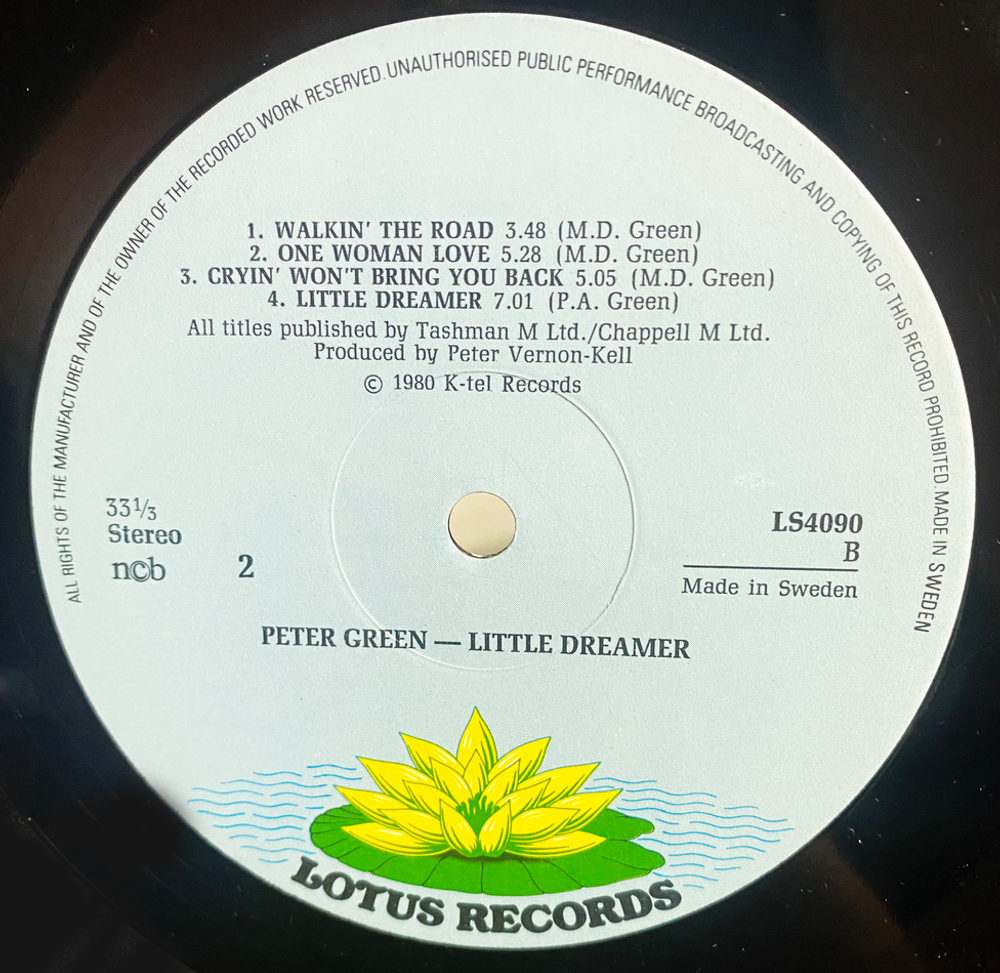 ALL RIGHTS OF THE MANUFACTURER AND OF THE OWNER OF THE RECORDED WORK RESERVED. UNAUTHORISED PUBLIC PERFORMANCE BROADCASTING AND COPYING OF THIS RECORD PROHIBITED. MADE IN SWEDEN
1. WALKIN' THE ROAD 3.48 (M.D. Green)
2. ONE WOMAN LOVE 5.28 (M.D. Green)
3. CRYIN' WON'T BRING YOU BACK 5.05 (M.D. Green)
4. LITTLE DREAMER 7.01 (P.A. Green)
All titles published by Tashman M Ltd./Chappell M Ltd.
Produced by Peter Vernon-Kell
© 1980 K-tel Records
33⅓
Stereo
n©b
2
LS4090
B
Made in Sweden
PETER GREEN — LITTLE DREAMER
LOTUS RECORDS